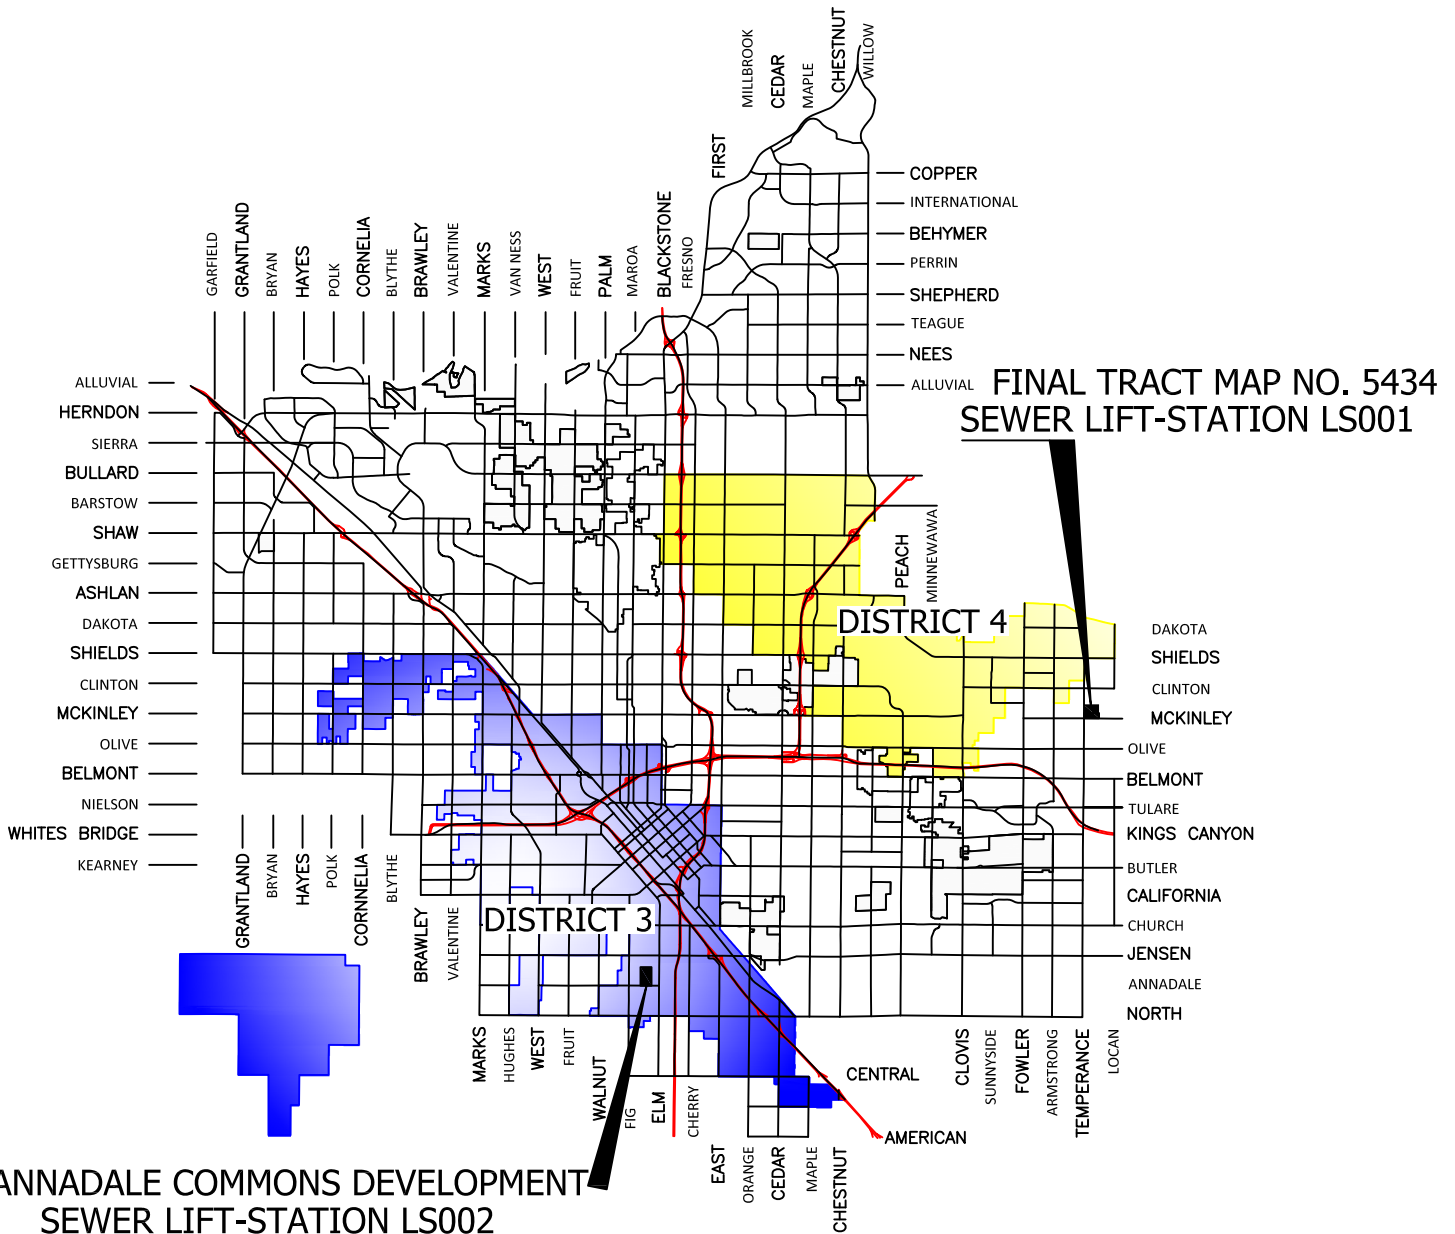 MILLBROOK
CEDAR
MAPLE
CHESTNUT
WILLOW
FIRST
COPPER
INTERNATIONAL
BEHYMER
PERRIN
SHEPHERD
TEAGUE
NEES
ALLUVIAL
GARFIELD
GRANTLAND
BRYAN
HAYES
POLK
CORNELIA
BLYTHE
BRAWLEY
VALENTINE
MARKS
VAN NESS
WEST
FRUIT
PALM
MAROA
BLACKSTONE
FRESNO
FINAL TRACT MAP NO. 5434
SEWER LIFT-STATION LS001
ALLUVIAL
HERNDON
SIERRA
BULLARD
BARSTOW
SHAW
GETTYSBURG
ASHLAN
DAKOTA
SHIELDS
CLINTON
MCKINLEY
OLIVE
BELMONT
NIELSON
WHITES BRIDGE
KEARNEY
PEACH
MINNEWAWA
DISTRICT 4
DAKOTA
SHIELDS
CLINTON
MCKINLEY
OLIVE
BELMONT
TULARE
KINGS CANYON
BUTLER
CALIFORNIA
CHURCH
JENSEN
ANNADALE
NORTH
GRANTLAND
BRYAN
HAYES
POLK
CORNNELIA
BLYTHE
BRAWLEY
VALENTINE
DISTRICT 3
MARKS
HUGHES
WEST
FRUIT
WALNUT
FIG
ELM
CHERRY
EAST
ORANGE
CEDAR
MAPLE
CHESTNUT
CENTRAL
AMERICAN
CLOVIS
SUNNYSIDE
FOWLER
ARMSTRONG
TEMPERANCE
LOCAN
ANNADALE COMMONS DEVELOPMENT
SEWER LIFT-STATION LS002